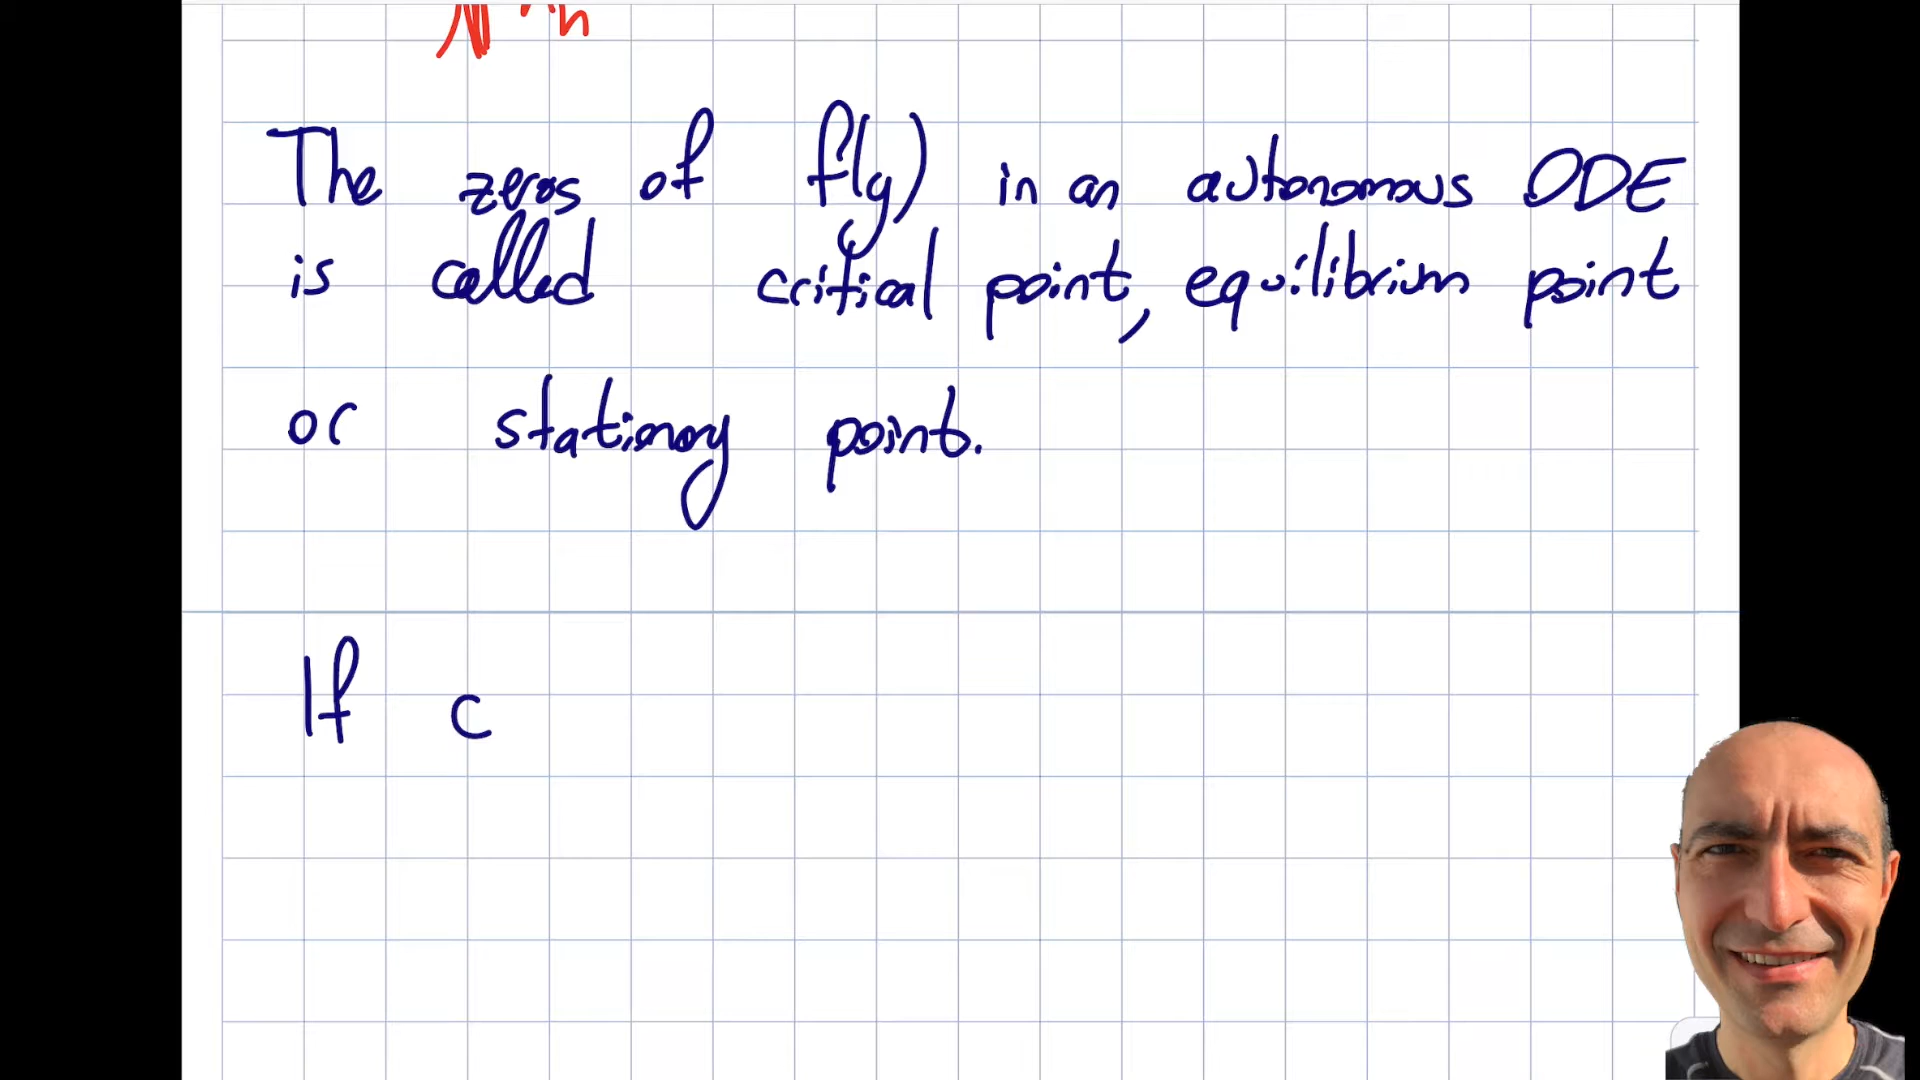 The zeros of f(y) in an autonomous ODE
is called critical point, equilibrium point
or stationary point.
If c